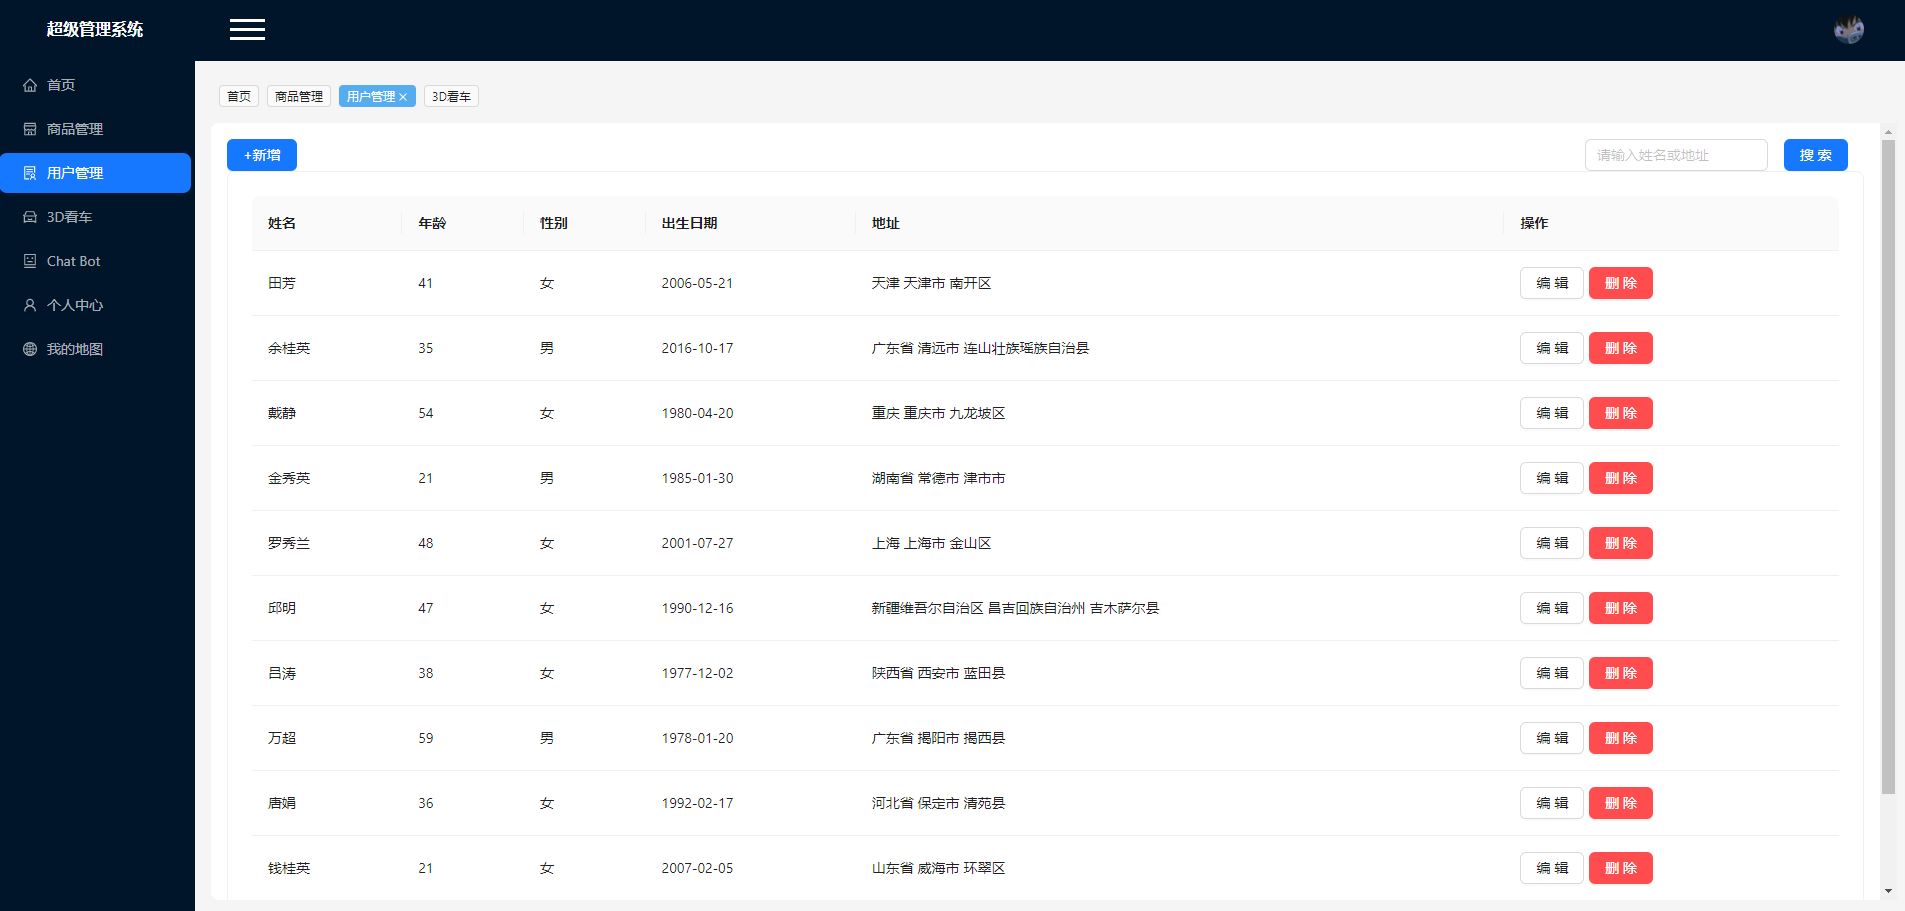 超级管理系统
首页
商品管理
用户管理
3D看车
Chat Bot
个人中心
我的地图
首页 商品管理 用户管理 3D看车
+新增 请输入姓名或地址 搜 索
姓名 年龄 性别 出生日期 地址 操作
田芳 41 女 2006-05-21 天津 天津市 南开区 编 辑 删 除
余桂英 35 男 2016-10-17 广东省 清远市 连山壮族瑶族自治县 编 辑 删 除
戴静 54 女 1980-04-20 重庆 重庆市 九龙坡区 编 辑 删 除
金秀英 21 男 1985-01-30 湖南省 常德市 津市市 编 辑 删 除
罗秀兰 48 女 2001-07-27 上海 上海市 金山区 编 辑 删 除
邱明 47 女 1990-12-16 新疆维吾尔自治区 昌吉回族自治州 吉木萨尔县 编 辑 删 除
吕涛 38 女 1977-12-02 陕西省 西安市 蓝田县 编 辑 删 除
万超 59 男 1978-01-20 广东省 揭阳市 揭西县 编 辑 删 除
唐娟 36 女 1992-02-17 河北省 保定市 清苑县 编 辑 删 除
钱桂英 21 女 2007-02-05 山东省 威海市 环翠区 编 辑 删 除